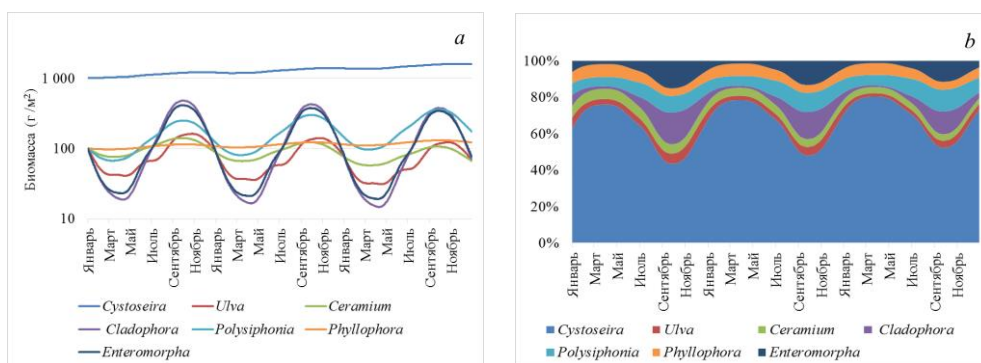 a
Биомасса (г /м²)
1 000
100
10
Январь
Март
Май
Июль
Сентябрь
Ноябрь
Январь
Март
Май
Июль
Сентябрь
Ноябрь
Январь
Март
Май
Июль
Сентябрь
Ноябрь
Cystoseira Ulva Ceramium
Cladophora Polysiphonia Phyllophora
Enteromorpha
b
100%
80%
60%
40%
20%
0%
Январь
Март
Май
Июль
Сентябрь
Ноябрь
Январь
Март
Май
Июль
Сентябрь
Ноябрь
Январь
Март
Май
Июль
Сентябрь
Ноябрь
Cystoseira Ulva Ceramium Cladophora
Polysiphonia Phyllophora Enteromorpha